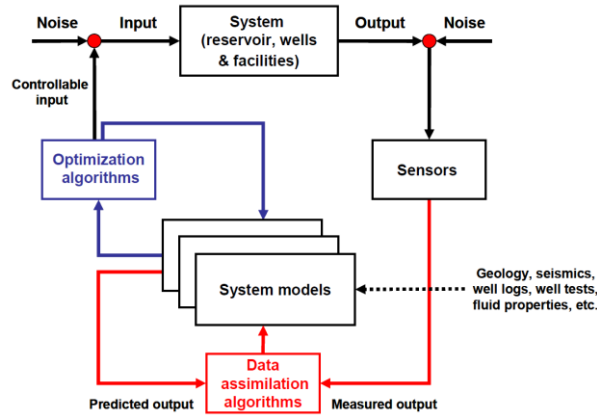 Noise
Input
System
(reservoir, wells
& facilities)
Output
Noise
Controllable
input
Optimization
algorithms
Sensors
System models
Geology, seismics,
well logs, well tests,
fluid properties, etc.
Data
assimilation
algorithms
Predicted output
Measured output